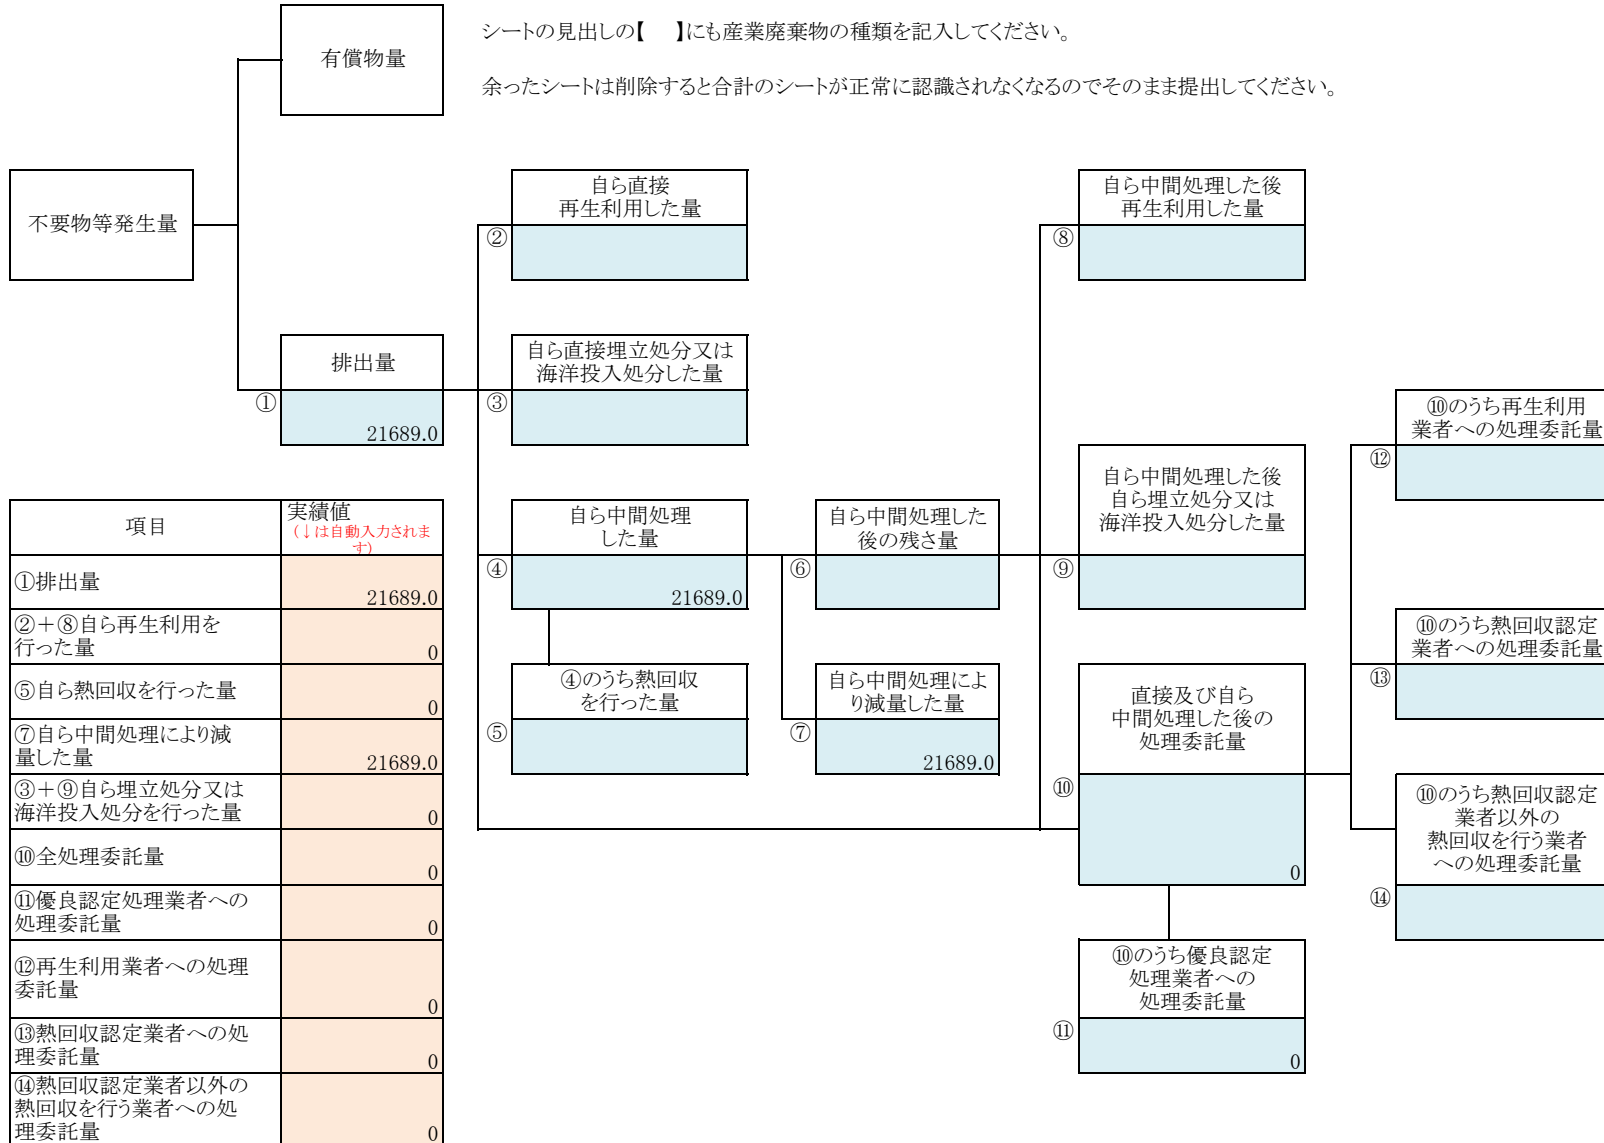 シートの見出しの【　】にも産業廃棄物の種類を記入してください。
有償物量
余ったシートは削除すると合計のシートが正常に認識されなくなるのでそのまま提出してください。
不要物等発生量
自ら直接
再生利用した量
②
自ら中間処理した後
再生利用した量
⑧
排出量
①
21689.0
自ら直接埋立処分又は
海洋投入処分した量
③
⑩のうち再生利用
業者への処理委託量
⑫
自ら中間処理した後
自ら埋立処分又は
海洋投入処分した量
⑨
自ら中間処理
した量
④
21689.0
自ら中間処理した
後の残さ量
⑥
⑩のうち熱回収認定
業者への処理委託量
⑬
④のうち熱回収
を行った量
⑤
自ら中間処理によ
り減量した量
⑦
21689.0
直接及び自ら
中間処理した後の
処理委託量
⑩
0
⑩のうち熱回収認定
業者以外の
熱回収を行う業者
への処理委託量
⑭
⑩のうち優良認定
処理業者への
処理委託量
⑪
0
項目
実績値
(↓は自動入力されま
す)
①排出量
21689.0
②＋⑧自ら再生利用を
行った量
0
⑤自ら熱回収を行った量
0
⑦自ら中間処理により減
量した量
21689.0
③＋⑨自ら埋立処分又は
海洋投入処分を行った量
0
⑩全処理委託量
0
⑪優良認定処理業者への
処理委託量
0
⑫再生利用業者への処理
委託量
0
⑬熱回収認定業者への処
理委託量
0
⑭熱回収認定業者以外の
熱回収を行う業者への処
理委託量
0